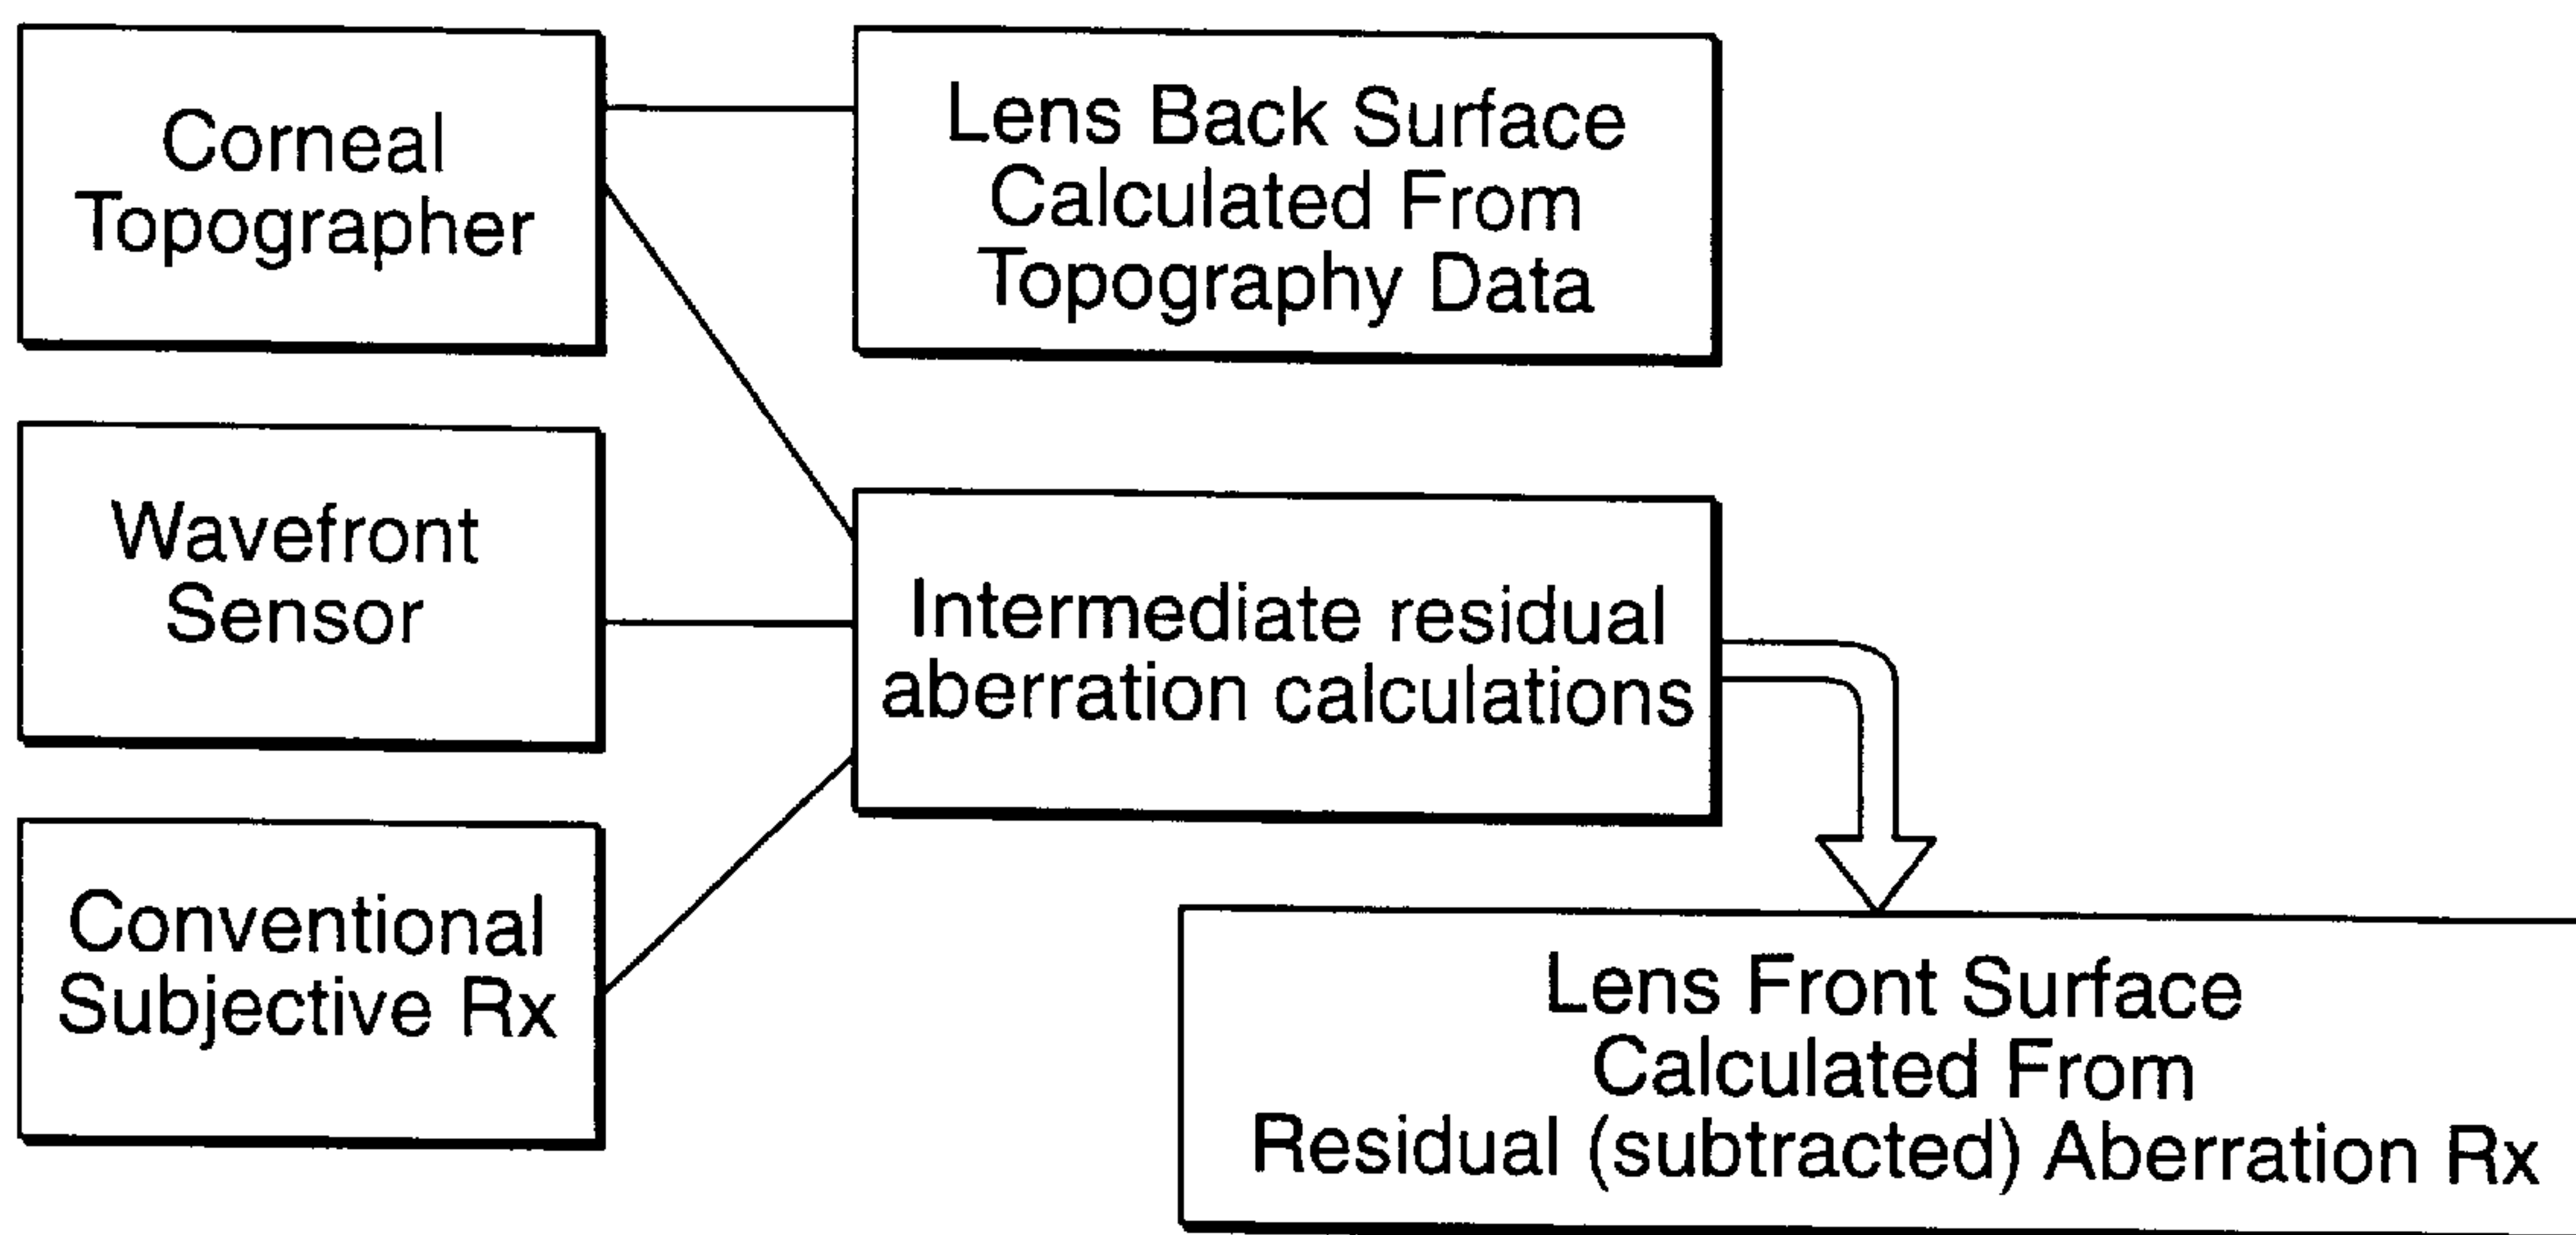 Corneal
Topographer
Lens Back Surface
Calculated From
Topography Data
Wavefront
Sensor
Intermediate residual
aberration calculations
Conventional
Subjective Rx
Lens Front Surface
Calculated From
Residual (subtracted) Aberration Rx